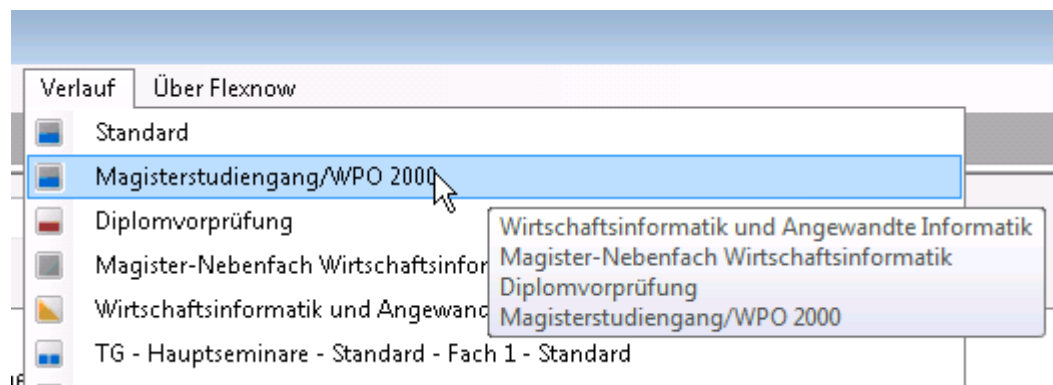 Verlauf Über Flexnow
Standard
Magisterstudiengang/WPO 2000
Diplomvorprüfung
Magister-Nebenfach Wirtschaftsinfor
Wirtschaftsinformatik und Angewand
TG - Hauptseminare - Standard - Fach 1 - Standard
Wirtschaftsinformatik und Angewandte Informatik
Magister-Nebenfach Wirtschaftsinformatik
Diplomvorprüfung
Magisterstudiengang/WPO 2000